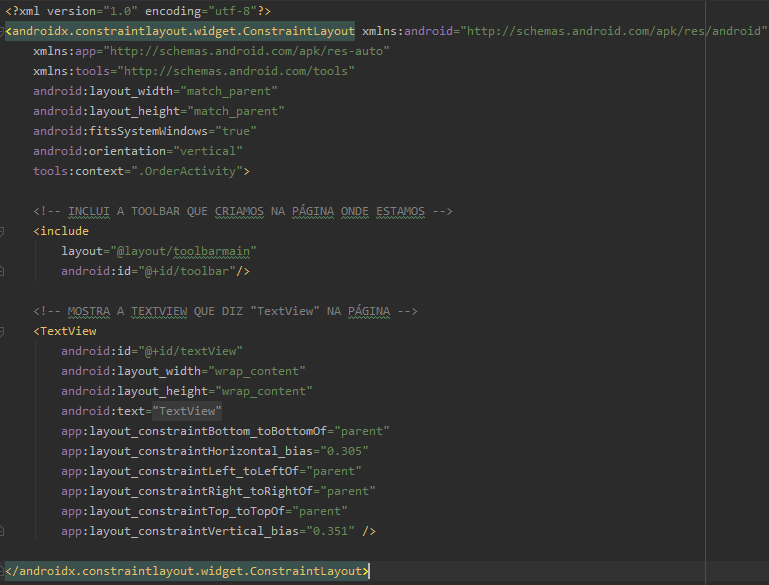 <?xml version="1.0" encoding="utf-8"?>
<androidx.constraintlayout.widget.ConstraintLayout xmlns:android="http://schemas.android.com/apk/res/android"
    xmlns:app="http://schemas.android.com/apk/res-auto"
    xmlns:tools="http://schemas.android.com/tools"
    android:layout_width="match_parent"
    android:layout_height="match_parent"
    android:fitsSystemWindows="true"
    android:orientation="vertical"
    tools:context=".OrderActivity">
    <!-- INCLUI A TOOLBAR QUE CRIAMOS NA PÁGINA ONDE ESTAMOS -->
    <include
        layout="@layout/toolbarmain"
        android:id="@+id/toolbar"/>
    <!-- MOSTRA A TEXTVIEW QUE DIZ "TextView" NA PÁGINA -->
    <TextView
        android:id="@+id/textView"
        android:layout_width="wrap_content"
        android:layout_height="wrap_content"
        android:text="TextView"
        app:layout_constraintBottom_toBottomOf="parent"
        app:layout_constraintHorizontal_bias="0.305"
        app:layout_constraintLeft_toLeftOf="parent"
        app:layout_constraintRight_toRightOf="parent"
        app:layout_constraintTop_toTopOf="parent"
        app:layout_constraintVertical_bias="0.351" />
</androidx.constraintlayout.widget.ConstraintLayout>